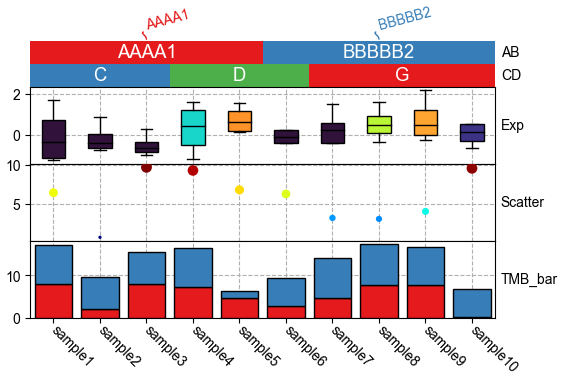 AAAA1 BBBBB2
AAAA1 BBBBB2 AB
C D G CD
2
0 Exp
10
5 Scatter
10 TMB_bar
0
sample1 sample2 sample3 sample4 sample5 sample6 sample7 sample8 sample9 sample10